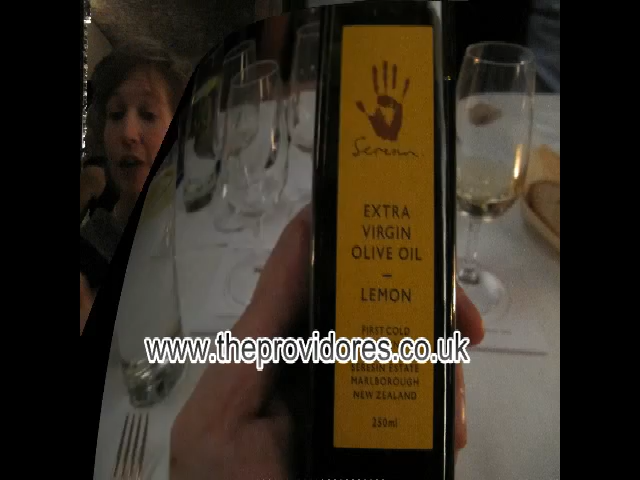 Seresin
EXTRA
VIRGIN
OLIVE OIL
–
LEMON
FIRST COLD
www.theprovidores.co.uk
SERESIN ESTATE
MARLBOROUGH
NEW ZEALAND
250ml